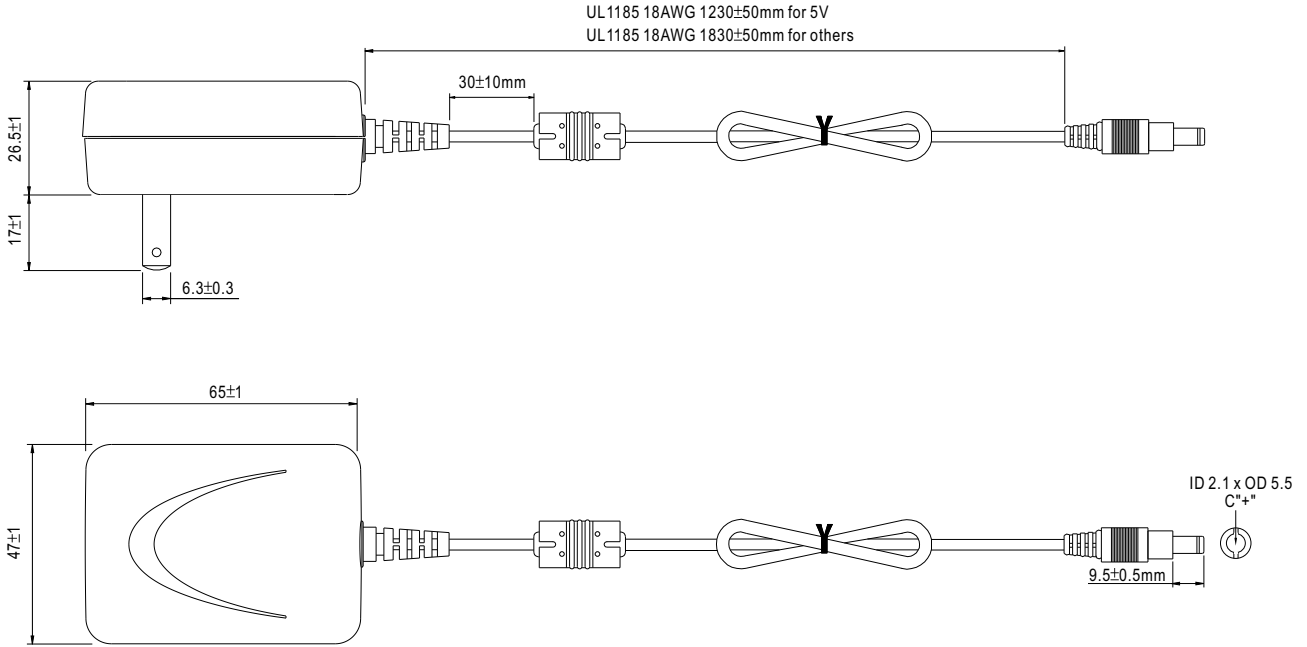 UL1185 18AWG 1230±50mm for 5V
UL1185 18AWG 1830±50mm for others
30±10mm
26.5±1
17±1
6.3±0.3
65±1
47±1
ID 2.1 x OD 5.5
C"+"
9.5±0.5mm